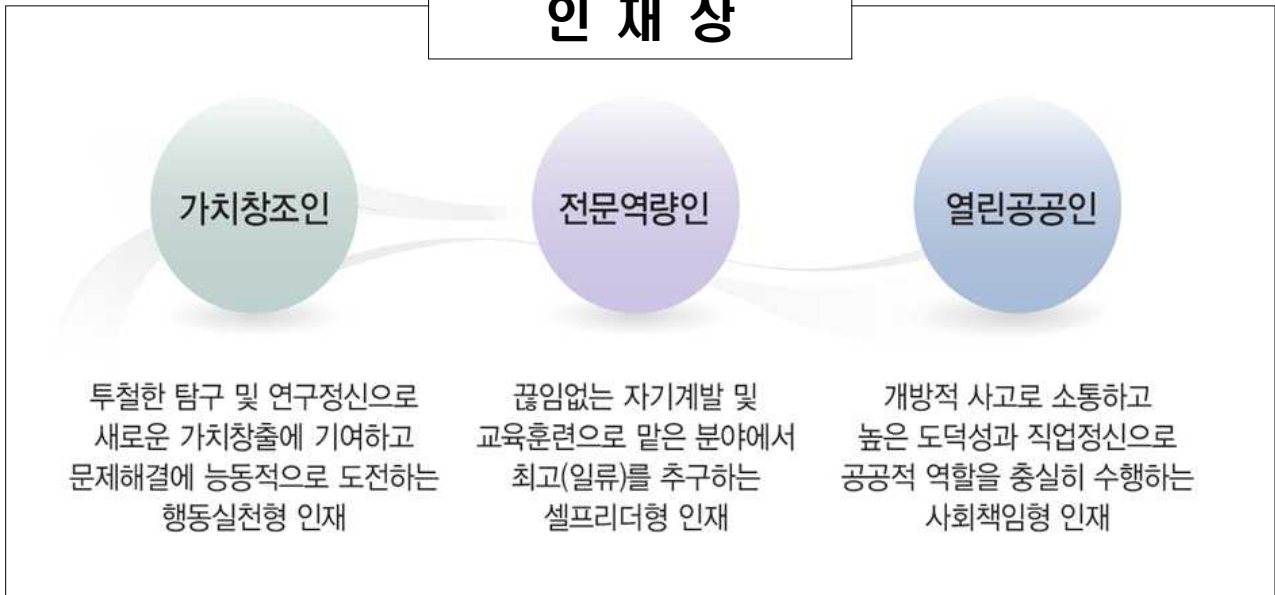 인 재 상
가치창조인
전문역량인
열린공공인
투철한 탐구 및 연구정신으로
새로운 가치창출에 기여하고
문제해결에 능동적으로 도전하는
행동실천형 인재
끊임없는 자기계발 및
교육훈련으로 맡은 분야에서
최고(일류)를 추구하는
셀프리더형 인재
개방적 사고로 소통하고
높은 도덕성과 직업정신으로
공공적 역할을 충실히 수행하는
사회책임형 인재